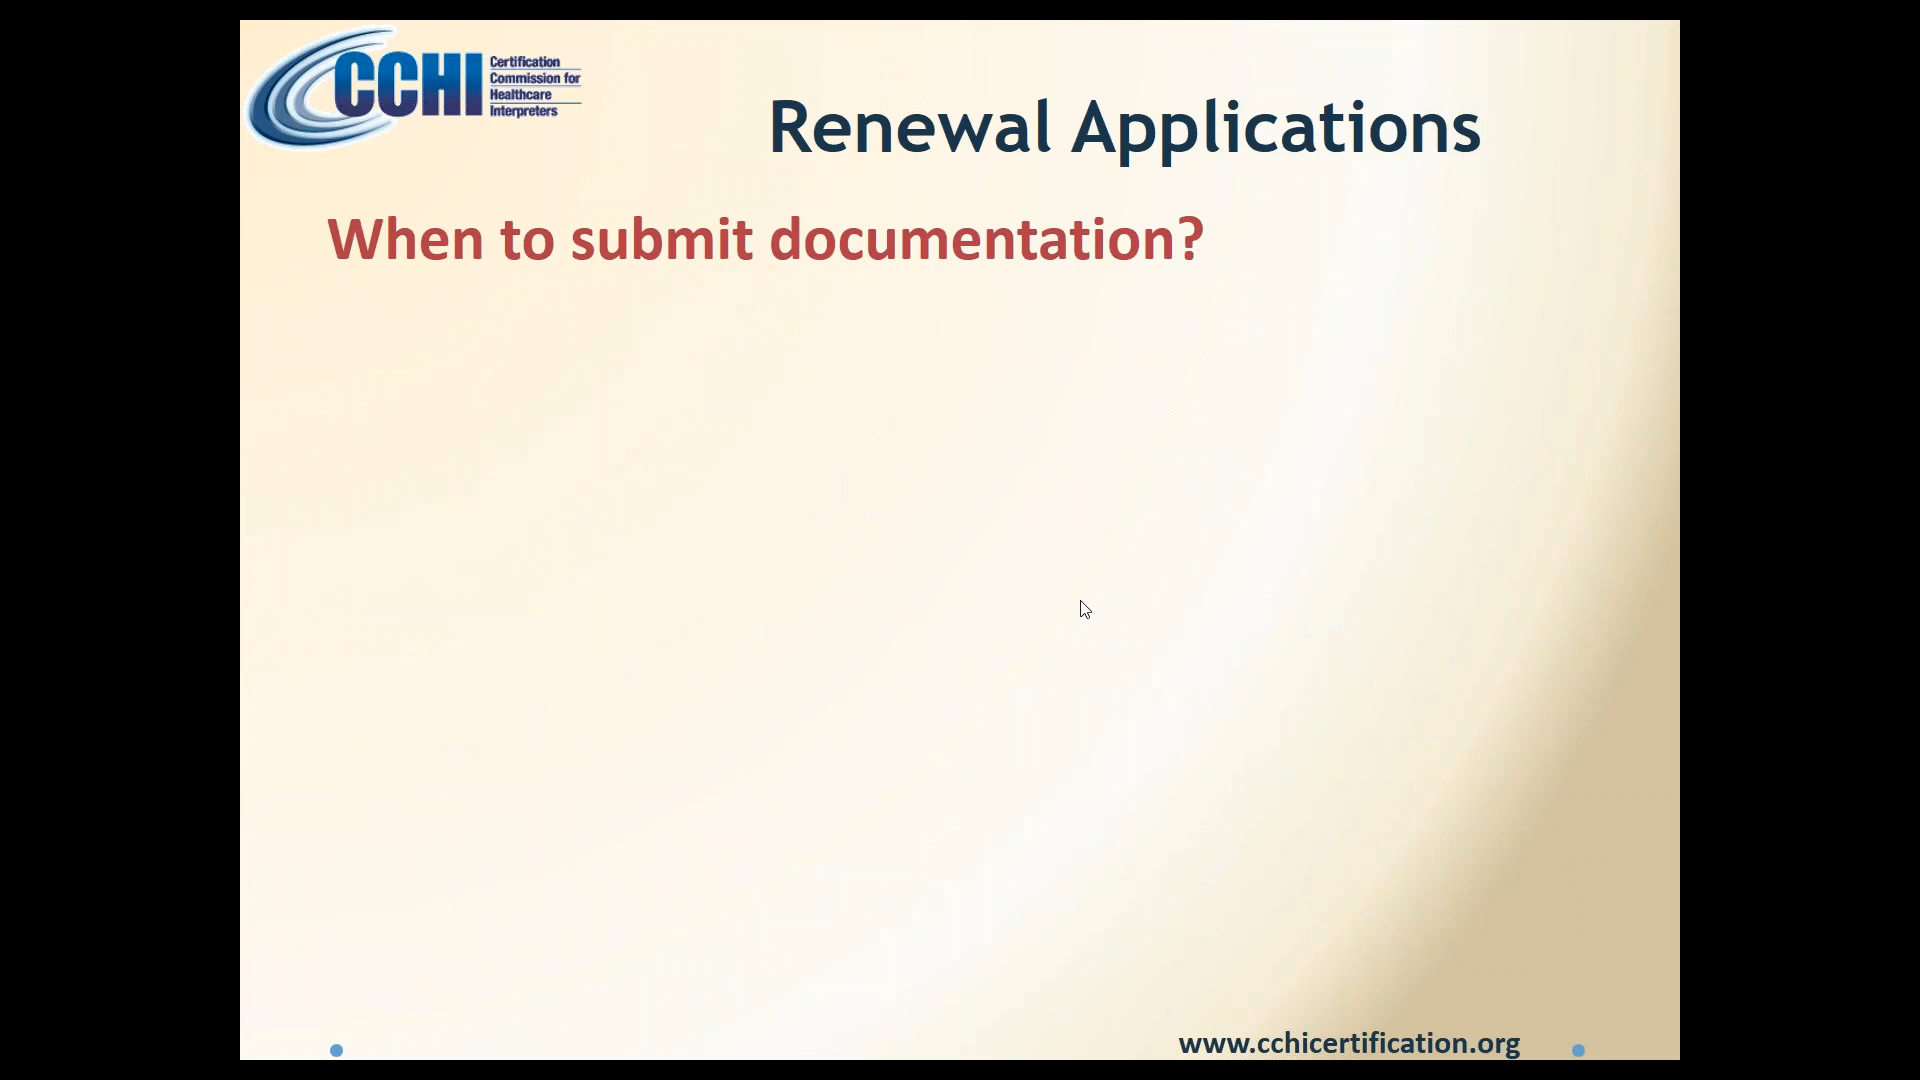 CCHI
Certification
Commission for
Healthcare
Interpreters
Renewal Applications
When to submit documentation?
www.cchicertification.org